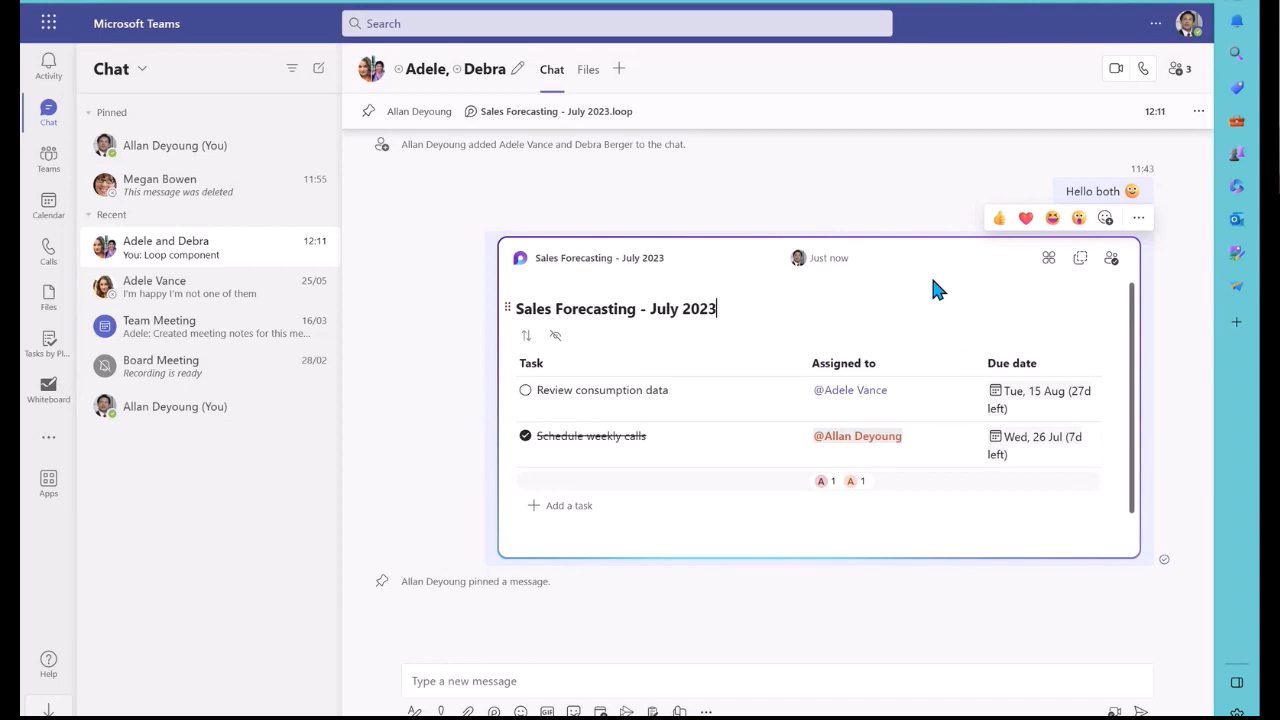 Microsoft Teams
Search
Activity
Chat
Teams
Calendar
Calls
Files
Tasks by Pl...
Whiteboard
Apps
Help
Chat
Pinned
Allan Deyoung (You)
Megan Bowen 11:55
This message was deleted
Recent
Adele and Debra 12:11
You: Loop component
Adele Vance 25/05
I'm happy I'm not one of them
Team Meeting 16/03
Adele: Created meeting notes for this me...
Board Meeting 28/02
Recording is ready
Allan Deyoung (You)
Adele, Debra Chat Files 3
Allan Deyoung Sales Forecasting - July 2023.loop 12:11
Allan Deyoung added Adele Vance and Debra Berger to the chat.
11:43
Hello both
Sales Forecasting - July 2023 Just now
Sales Forecasting - July 2023
Task Assigned to Due date
Review consumption data @Adele Vance Tue, 15 Aug (27d
left)
Schedule weekly calls @Allan Deyoung Wed, 26 Jul (7d
left)
A 1 A 1
Add a task
Allan Deyoung pinned a message.
Type a new message
GIF